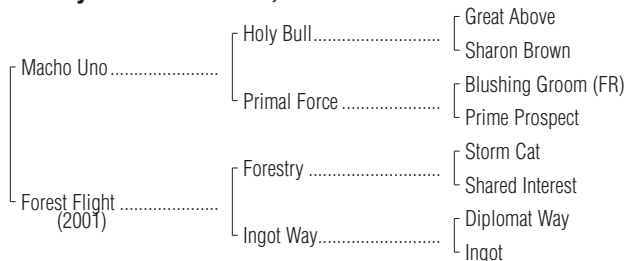 Great Above
Holy Bull
Sharon Brown
Macho Uno
Blushing Groom (FR)
Primal Force
Prime Prospect
Storm Cat
Forestry
Shared Interest
Forest Flight
(2001)
Diplomat Way
Ingot Way
Ingot